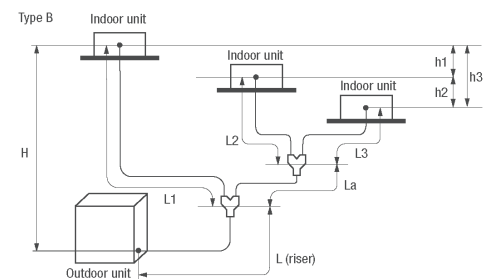 Type B
Indoor unit
Indoor unit
Indoor unit
h1
h2
h3
H
L2
L3
L1
La
L (riser)
Outdoor unit